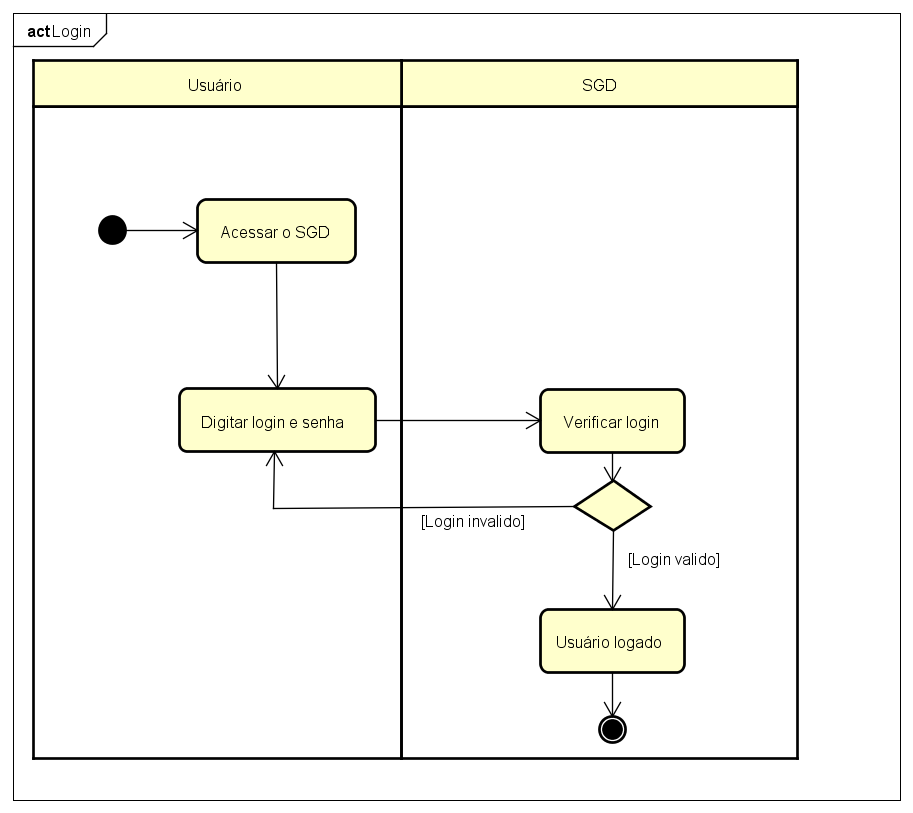 act Login
Usuário
SGD
Acessar o SGD
Digitar login e senha
Verificar login
[Login invalido]
[Login valido]
Usuário logado